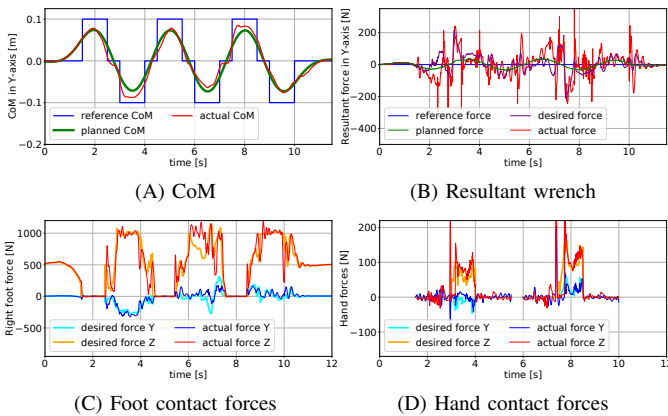 0.1
0.0
−0.1
−0.2
CoM in Y-axis [m]
reference CoM
planned CoM
actual CoM
0 2 4 6 8 10
time [s]
(A) CoM
200
0
−200
−400
Resultant force in Y-axis [N]
reference force
planned force
desired force
actual force
0 2 4 6 8 10
time [s]
(B) Resultant wrench
1000
500
0
−500
Right foot force [N]
desired force Y
desired force Z
actual force Y
actual force Z
0 2 4 6 8 10 12
time [s]
(C) Foot contact forces
200
100
0
−100
Hand forces [N]
desired force Y
desired force Z
actual force Y
actual force Z
0 2 4 6 8 10 12
time [s]
(D) Hand contact forces